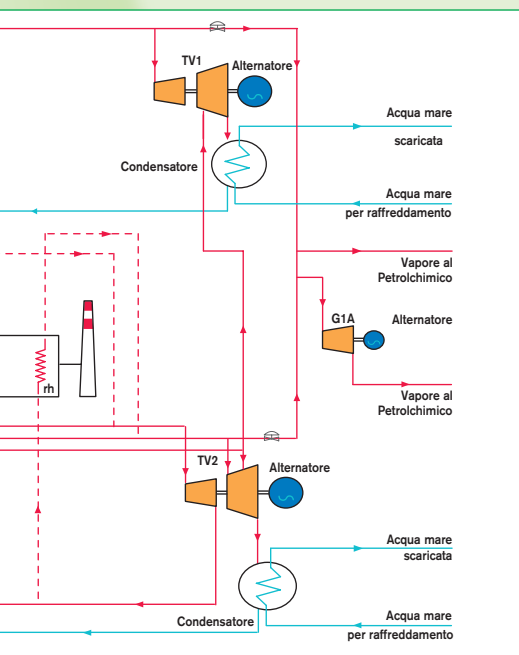 TV1
Alternatore
Acqua mare
scaricata
Condensatore
Acqua mare
per raffreddamento
Vapore al
Petrolchimico
G1A
Alternatore
rh
Vapore al
Petrolchimico
TV2
Alternatore
Acqua mare
scaricata
Condensatore
Acqua mare
per raffreddamento